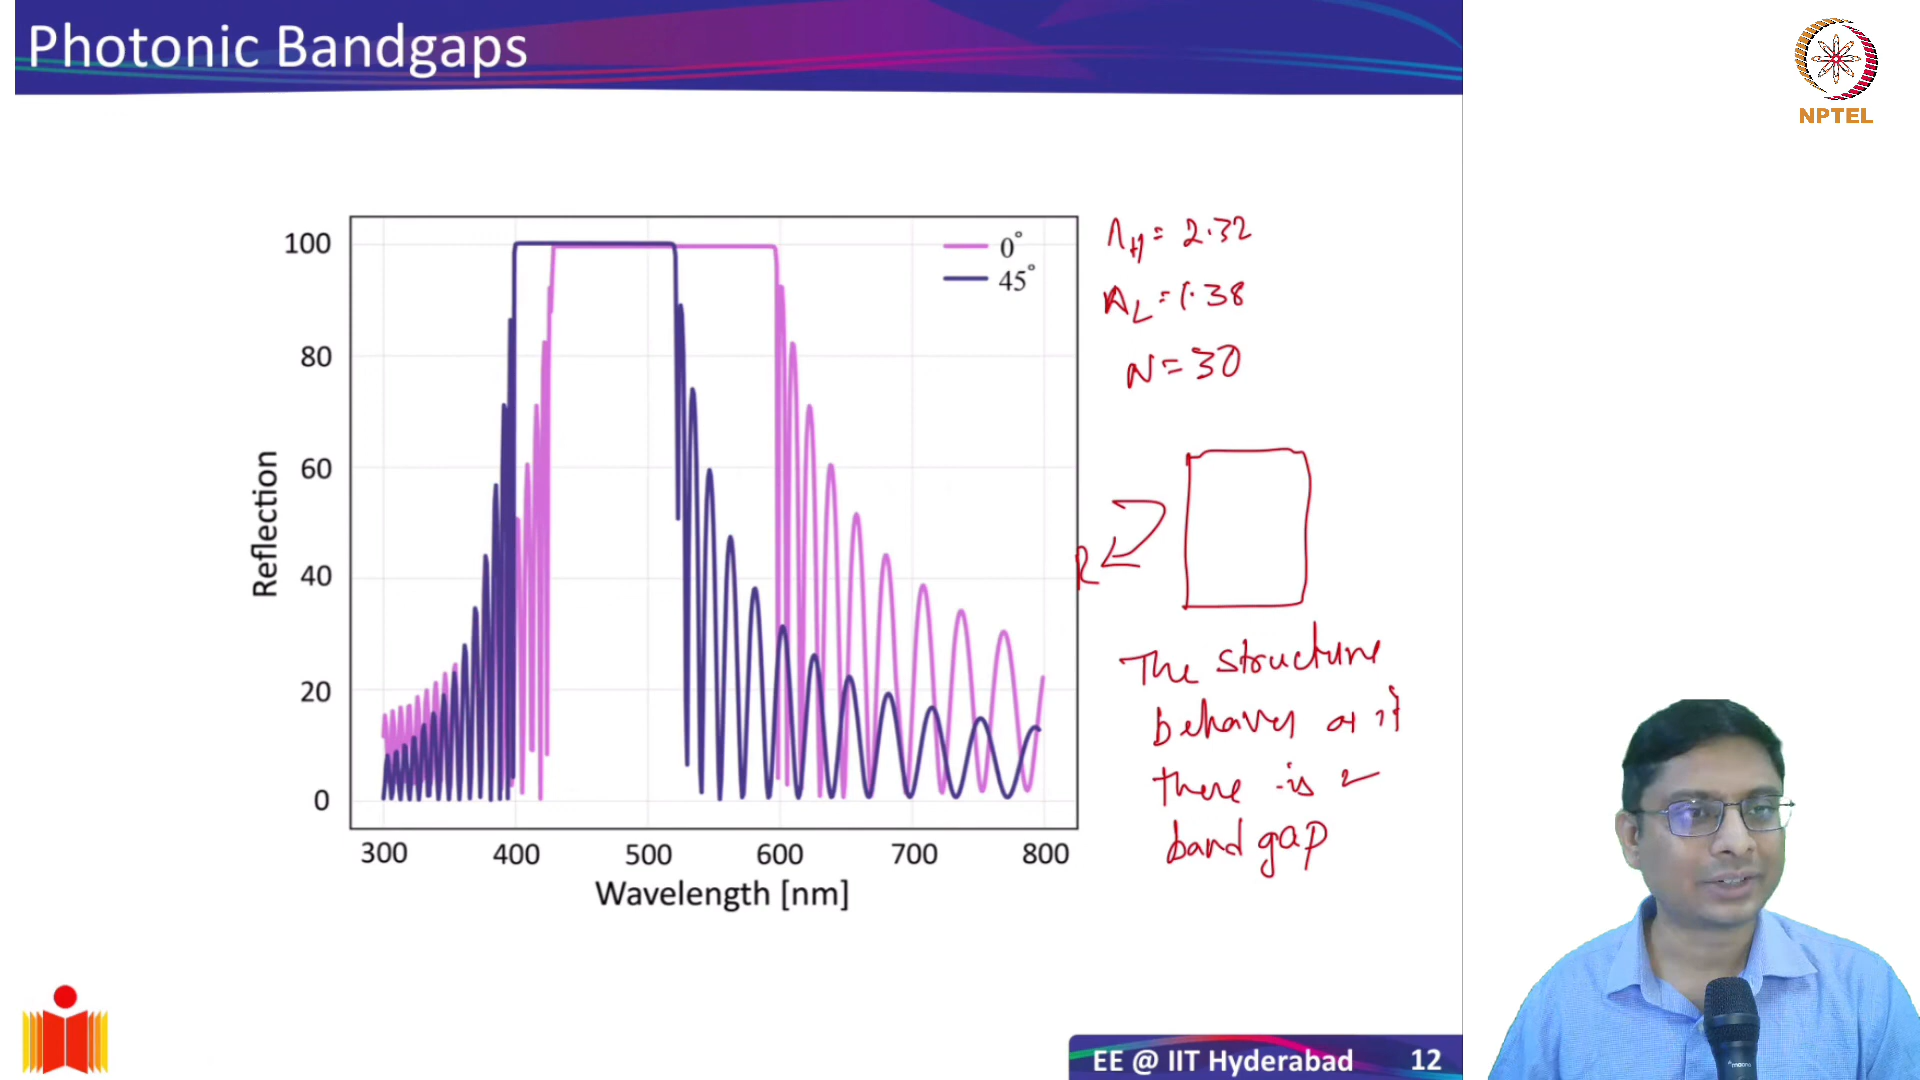 Photonic Bandgaps
NPTEL
100
80
60
40
20
0
Reflection
300 400 500 600 700 800
Wavelength [nm]
0°
45°
n_H = 2.32
n_L = 1.38
N = 30
R
The structure
behaves as if
there is a
band gap
EE @ IIT Hyderabad 12